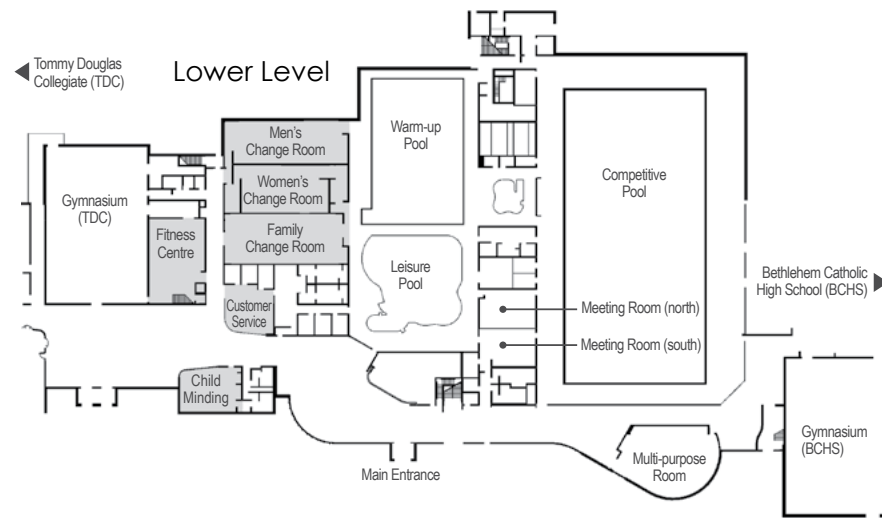 Tommy Douglas
Collegiate (TDC)
Lower Level
Men's
Change Room
Warm-up
Pool
Women's
Change Room
Competitive
Pool
Gymnasium
(TDC)
Fitness
Centre
Family
Change Room
Leisure
Pool
Bethlehem Catholic
High School (BCHS)
Customer
Service
Meeting Room (north)
Meeting Room (south)
Child
Minding
Gymnasium
(BCHS)
Multi-purpose
Room
Main Entrance